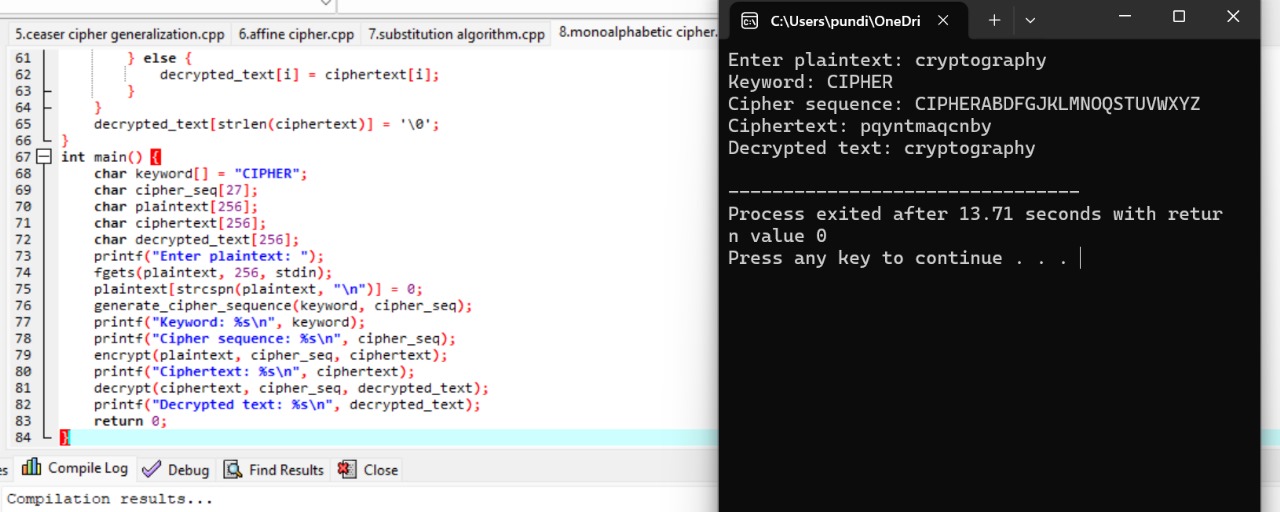 5.ceaser cipher generalization.cpp 6.affine cipher.cpp 7.substitution algorithm.cpp 8.monoalphabetic cipher.
61 } else {
62 decrypted_text[i] = ciphertext[i];
63 }
64 }
65 decrypted_text[strlen(ciphertext)] = '\0';
66 }
67 int main() {
68 char keyword[] = "CIPHER";
69 char cipher_seq[27];
70 char plaintext[256];
71 char ciphertext[256];
72 char decrypted_text[256];
73 printf("Enter plaintext: ");
74 fgets(plaintext, 256, stdin);
75 plaintext[strcspn(plaintext, "\n")] = 0;
76 generate_cipher_sequence(keyword, cipher_seq);
77 printf("Keyword: %s\n", keyword);
78 printf("Cipher sequence: %s\n", cipher_seq);
79 encrypt(plaintext, cipher_seq, ciphertext);
80 printf("Ciphertext: %s\n", ciphertext);
81 decrypt(ciphertext, cipher_seq, decrypted_text);
82 printf("Decrypted text: %s\n", decrypted_text);
83 return 0;
84 }
es Compile Log Debug Find Results Close
Compilation results...
C:\Users\pundi\OneDri
Enter plaintext: cryptography
Keyword: CIPHER
Cipher sequence: CIPHERABDFGJKLMNOQSTUVWXYZ
Ciphertext: pqyntmaqcnby
Decrypted text: cryptography
--------------------------------
Process exited after 13.71 seconds with retur
n value 0
Press any key to continue . . .